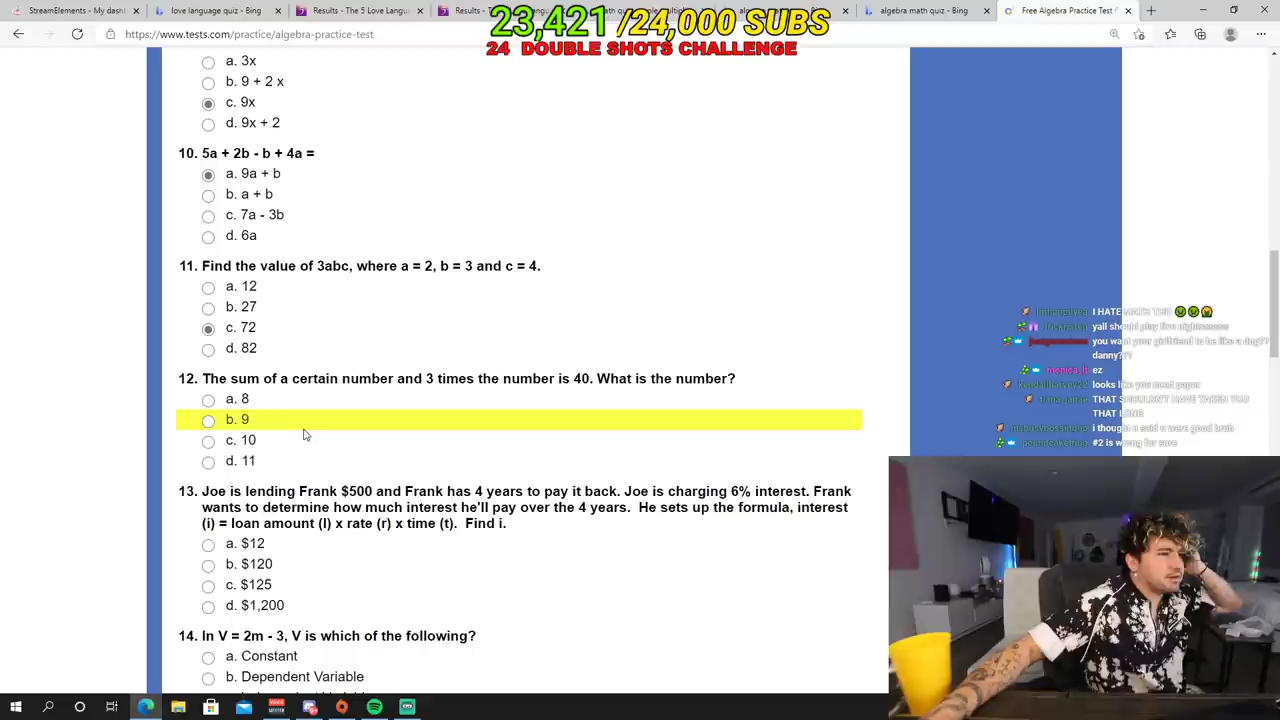 StreamElements - My dash
love language quiz - Bing
Results - The 5 Love Langu
Results -
algebra math quiz - Bing
Free Algebra Practice Test
23,421 /24,000 SUBS
24 DOUBLE SHOTS CHALLENGE
https://www.tests.com/practice/algebra-practice-test
a. 3x
b. 9 + 2 x
c. 9x
d. 9x + 2
10. 5a + 2b - b + 4a =
a. 9a + b
b. a + b
c. 7a - 3b
d. 6a
11. Find the value of 3abc, where a = 2, b = 3 and c = 4.
a. 12
b. 27
c. 72
d. 82
12. The sum of a certain number and 3 times the number is 40. What is the number?
a. 8
b. 9
c. 10
d. 11
13. Joe is lending Frank $500 and Frank has 4 years to pay it back. Joe is charging 6% interest. Frank
wants to determine how much interest he'll pay over the 4 years. He sets up the formula, interest
(i) = loan amount (l) x rate (r) x time (t). Find i.
a. $12
b. $120
c. $125
d. $1,200
14. In V = 2m - 3, V is which of the following?
a. Constant
b. Dependent Variable
I HATE MATH
yall should play five
you want your girlfriend to be like a dog??
danny???
ez
looks like you need paper
THAT SHOULDN'T HAVE TAKEN YOU
THAT LONG
i thought u said u were good bruh
#2 is wrong for sure